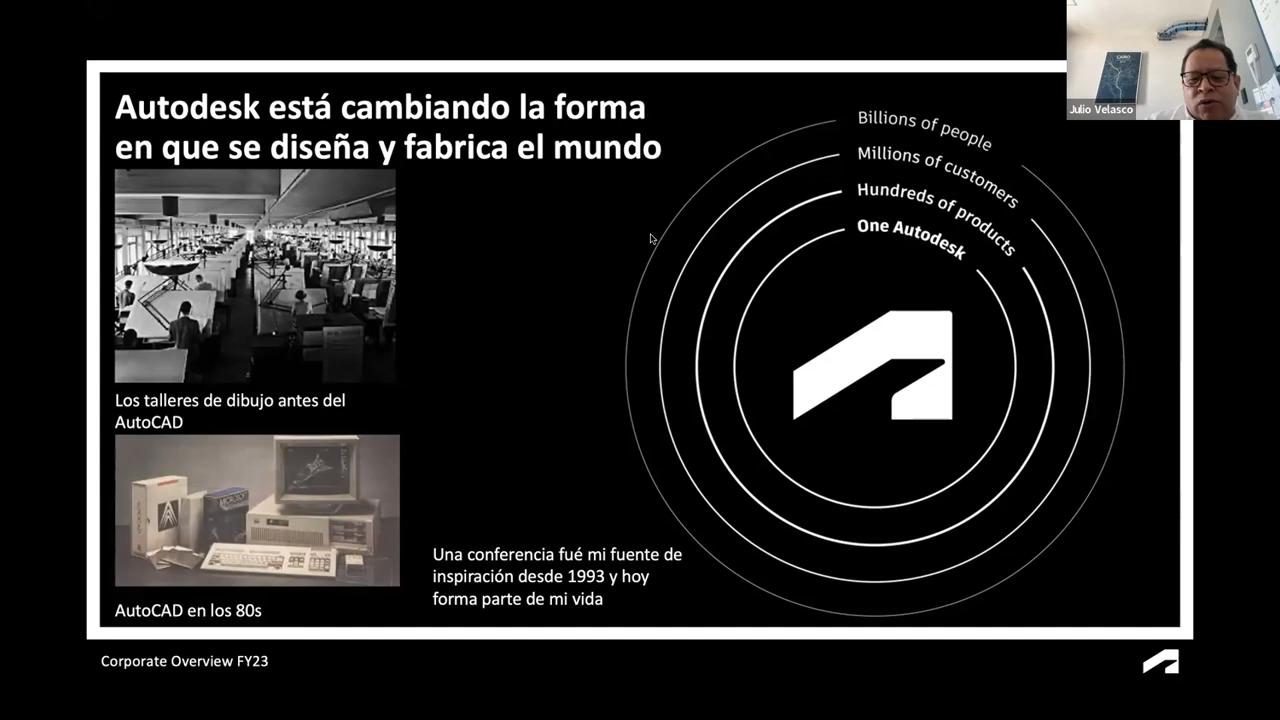 Autodesk está cambiando la forma
en que se diseña y fabrica el mundo
Billions of people
Millions of customers
Hundreds of products
One Autodesk
Julio Velasco
Los talleres de dibujo antes del
AutoCAD
AutoCAD en los 80s
Una conferencia fué mi fuente de
inspiración desde 1993 y hoy
forma parte de mi vida
Corporate Overview FY23